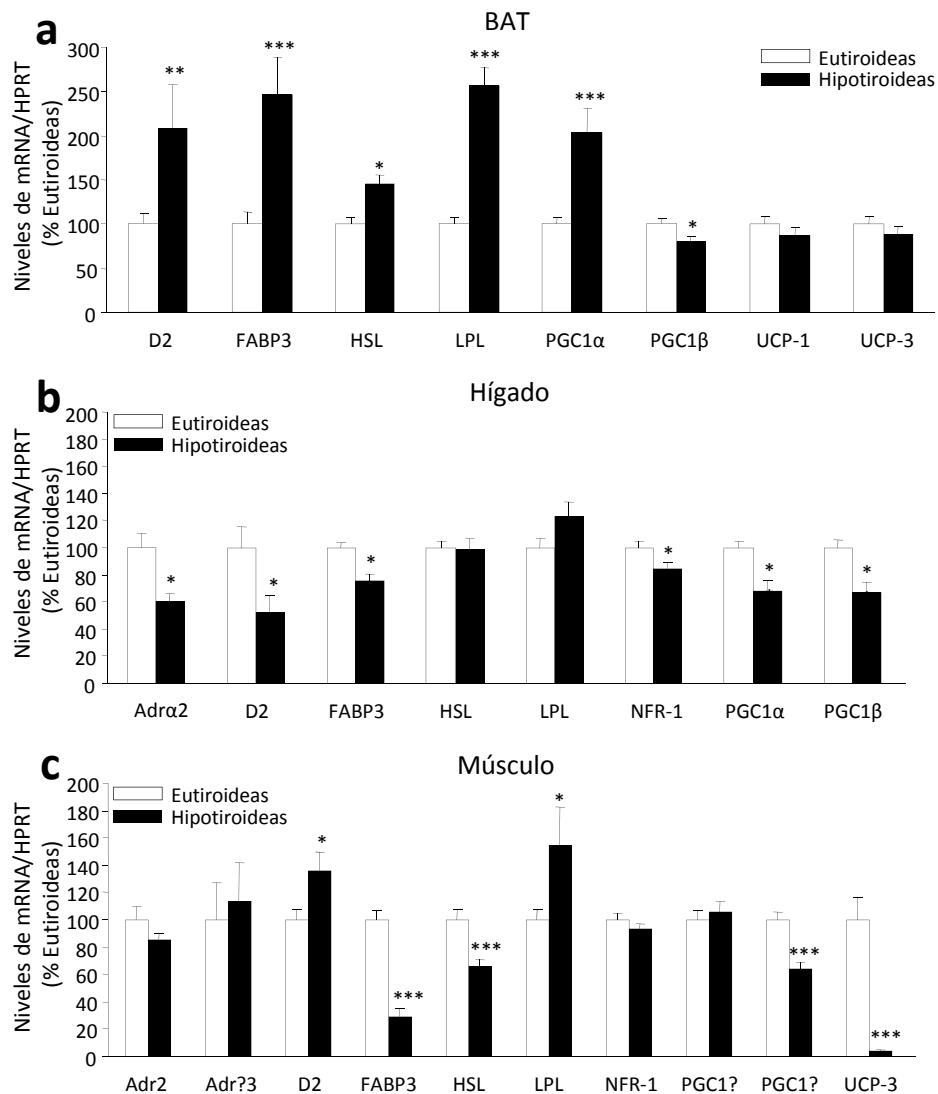 a
BAT
Niveles de mRNA/HPRT
(% Eutiroideas)
300
250
200
150
100
50
0
Eutiroideas
Hipotiroideas
** *** * *** *** *
D2 FABP3 HSL LPL PGC1α PGC1β UCP-1 UCP-3
b
Hígado
Niveles de mRNA/HPRT
(% Eutiroideas)
200
180
160
140
120
100
80
60
40
20
0
Eutiroideas
Hipotiroideas
* * * * * *
Adrα2 D2 FABP3 HSL LPL NFR-1 PGC1α PGC1β
c
Músculo
Niveles de mRNA/HPRT
(% Eutiroideas)
200
180
160
140
120
100
80
60
40
20
0
Eutiroideas
Hipotiroideas
* *** *** * *** ***
Adr2 Adr?3 D2 FABP3 HSL LPL NFR-1 PGC1? PGC1? UCP-3